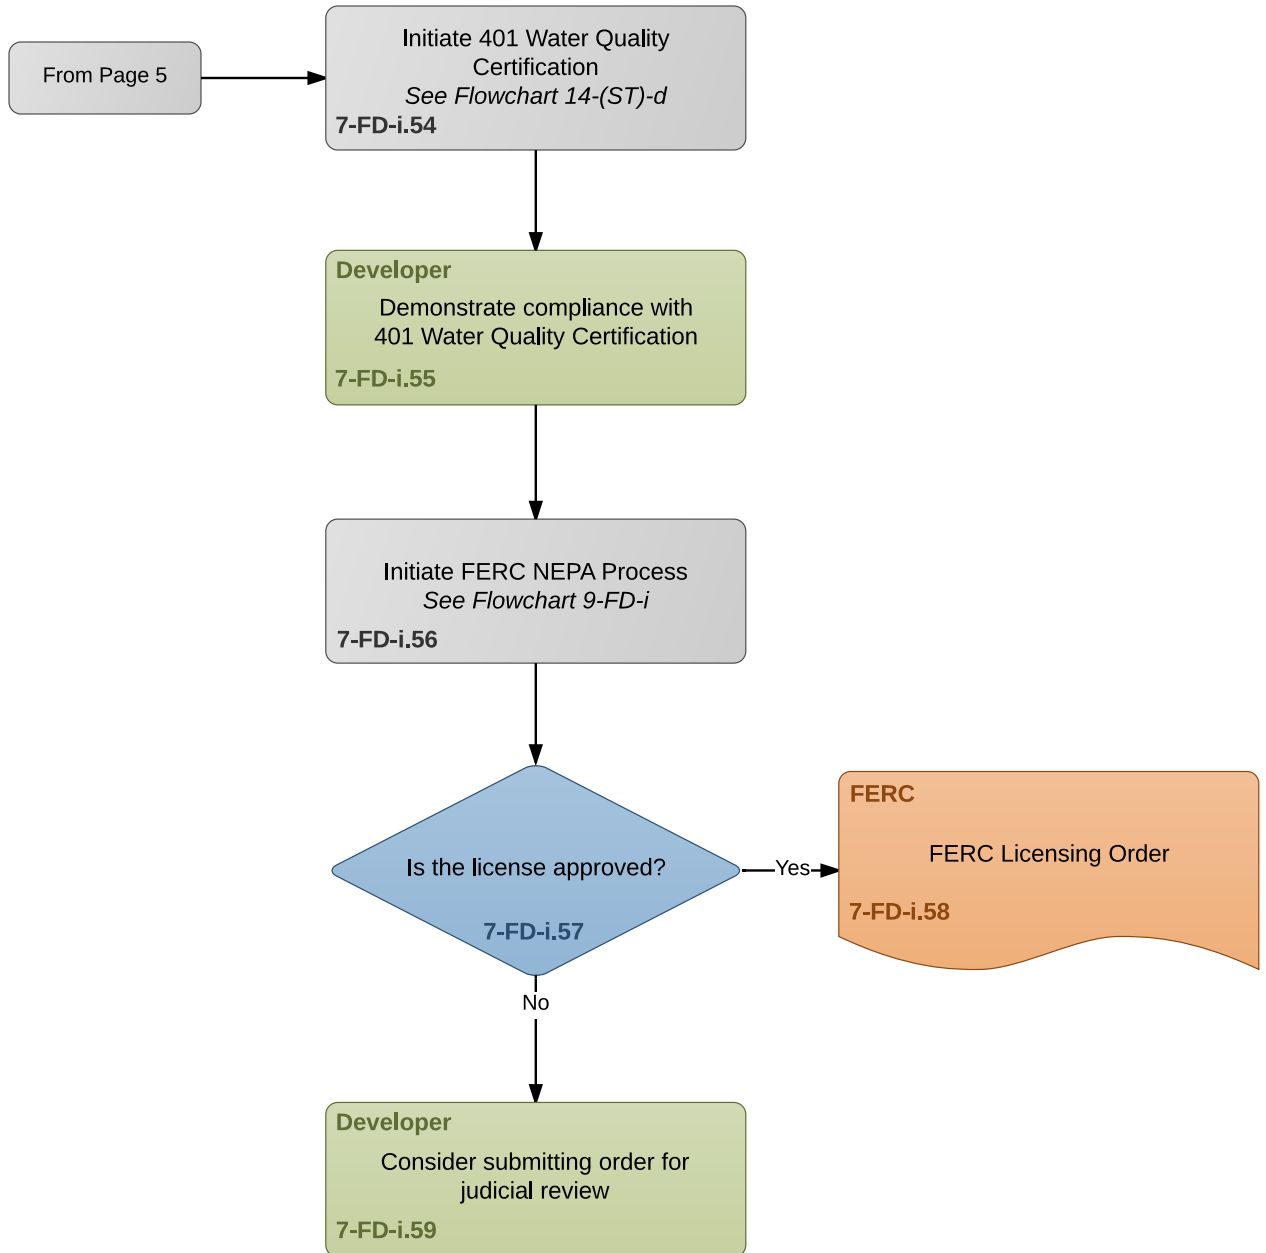 From Page 5
Initiate 401 Water Quality
Certification
See Flowchart 14-(ST)-d
7-FD-i.54
Developer
Demonstrate compliance with
401 Water Quality Certification
7-FD-i.55
Initiate FERC NEPA Process
See Flowchart 9-FD-i
7-FD-i.56
Is the license approved?
7-FD-i.57
Yes
FERC
FERC Licensing Order
7-FD-i.58
No
Developer
Consider submitting order for
judicial review
7-FD-i.59